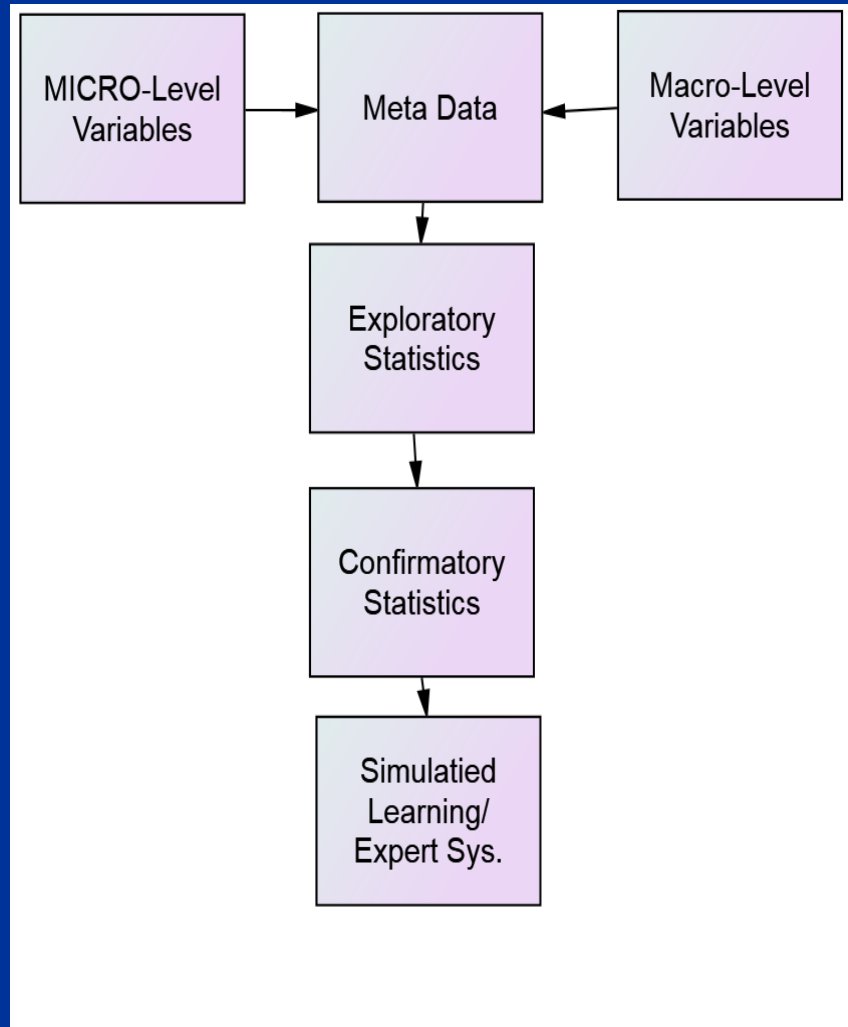 MICRO-Level
Variables
Meta Data
Macro-Level
Variables
Exploratory
Statistics
Confirmatory
Statistics
Simulatied
Learning/
Expert Sys.